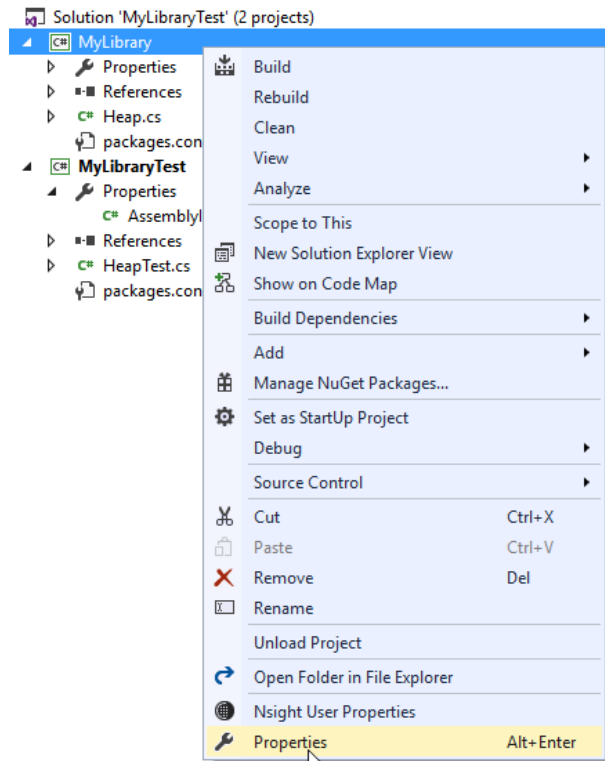 Solution 'MyLibraryTest' (2 projects)
C# MyLibrary
Properties
References
C# Heap.cs
packages.con
C# MyLibraryTest
Properties
C# Assembly
References
C# HeapTest.cs
packages.con
Build
Rebuild
Clean
View
Analyze
Scope to This
New Solution Explorer View
Show on Code Map
Build Dependencies
Add
Manage NuGet Packages...
Set as StartUp Project
Debug
Source Control
Cut Ctrl+X
Paste Ctrl+V
Remove Del
Rename
Unload Project
Open Folder in File Explorer
Nsight User Properties
Properties Alt+Enter